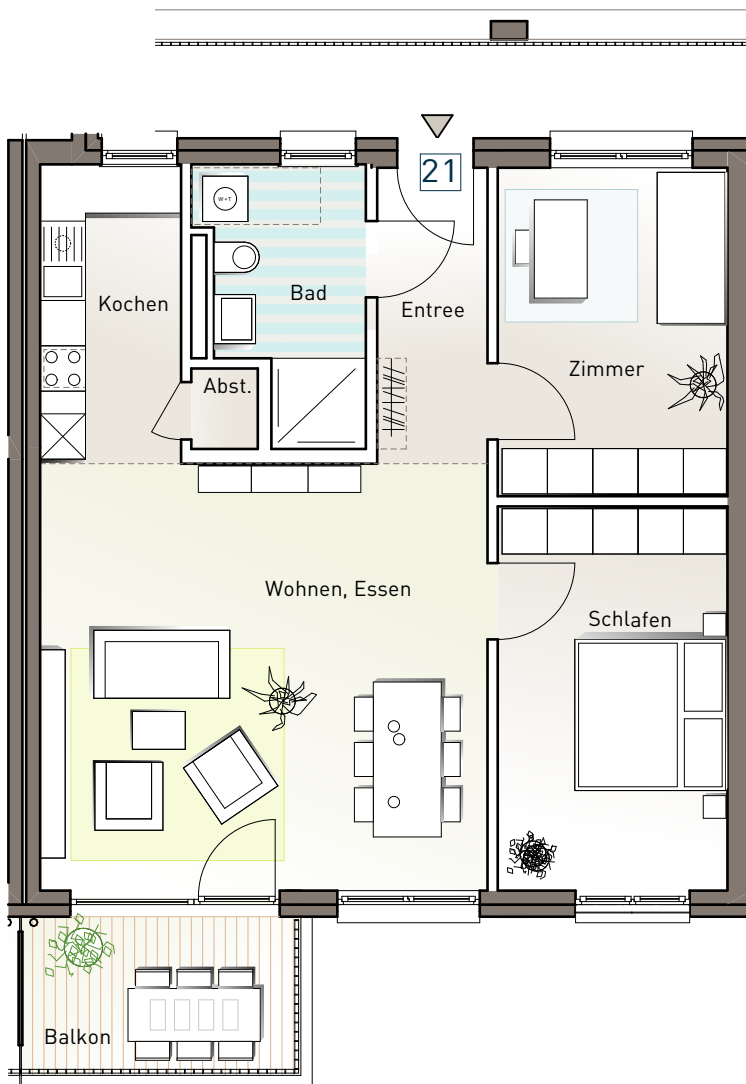 21
W+T
Kochen
Bad
Entree
Zimmer
Abst.
Wohnen, Essen
Schlafen
Balkon